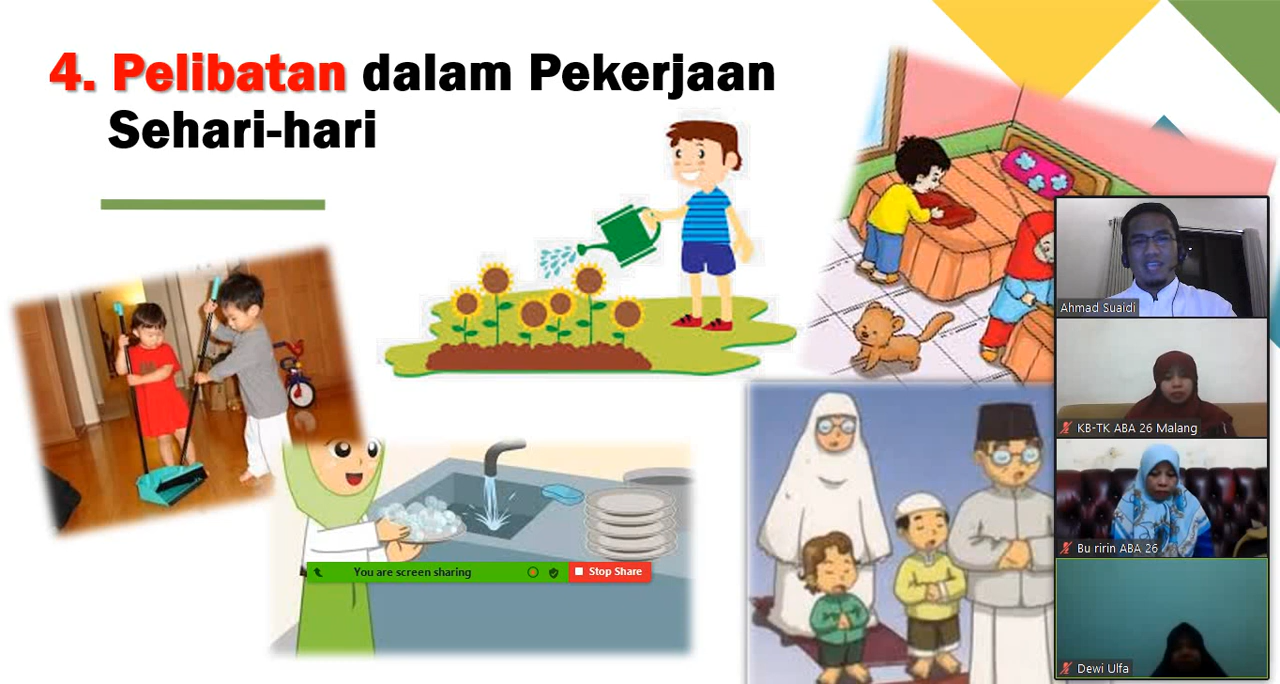 4. Pelibatan dalam Pekerjaan
Sehari-hari
Ahmad Suaidi
KB-TK ABA 26 Malang
Bu ririn ABA 26
Dewi Ulfa
You are screen sharing
Stop Share